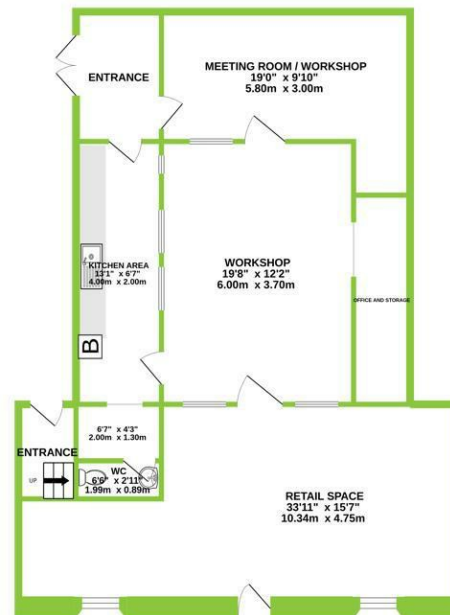 ENTRANCE
MEETING ROOM / WORKSHOP
19'0" x 9'10"
5.80m x 3.00m
KITCHEN AREA
13'1" x 6'7"
4.00m x 2.00m
WORKSHOP
19'8" x 12'2"
6.00m x 3.70m
OFFICE AND STORAGE
B
6'7" x 4'3"
2.00m x 1.30m
ENTRANCE
UP
WC
6'6" x 2'11"
1.99m x 0.89m
RETAIL SPACE
33'11" x 15'7"
10.34m x 4.75m